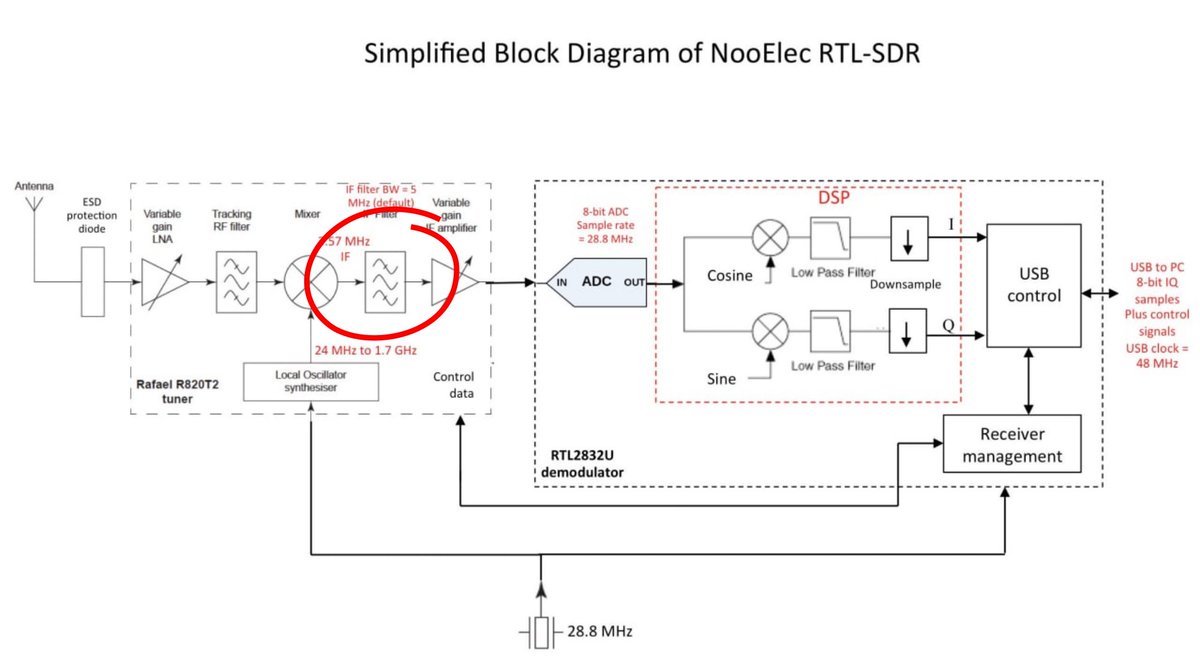 Simplified Block Diagram of NooElec RTL-SDR
Antenna
ESD
protection
diode
Variable
gain
LNA
Tracking
RF filter
Mixer
IF filter BW = 5
MHz (default)
Filter
Variable
gain
IF amplifier
.57 MHz
IF
24 MHz to 1.7 GHz
Local Oscillator
synthesiser
Rafael R820T2
tuner
Control
data
8-bit ADC
Sample rate
= 28.8 MHz
IN ADC OUT
DSP
Cosine
Low Pass Filter
Downsample
I
Sine
Low Pass Filter
Q
USB
control
USB to PC
8-bit IQ
samples
Plus control
signals
USB clock =
48 MHz
Receiver
management
RTL2832U
demodulator
28.8 MHz